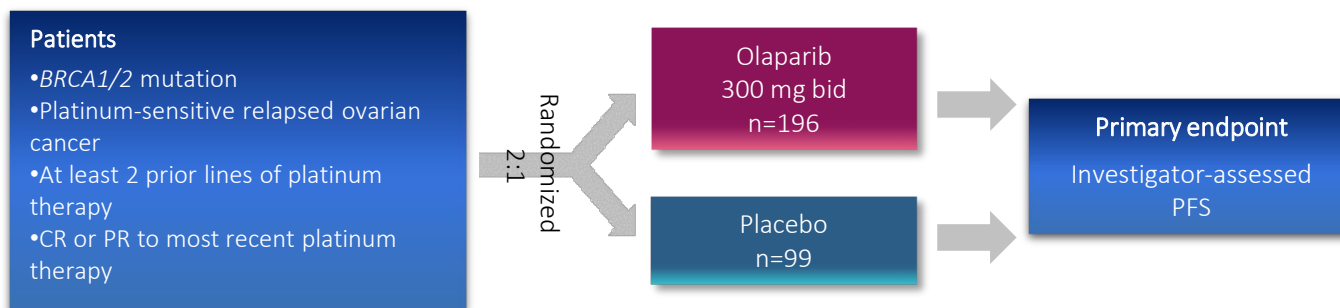 Patients
•BRCA1/2 mutation
•Platinum-sensitive relapsed ovarian
cancer
•At least 2 prior lines of platinum
therapy
•CR or PR to most recent platinum
therapy
Randomized
2:1
Olaparib
300 mg bid
n=196
Placebo
n=99
Primary endpoint
Investigator-assessed
PFS